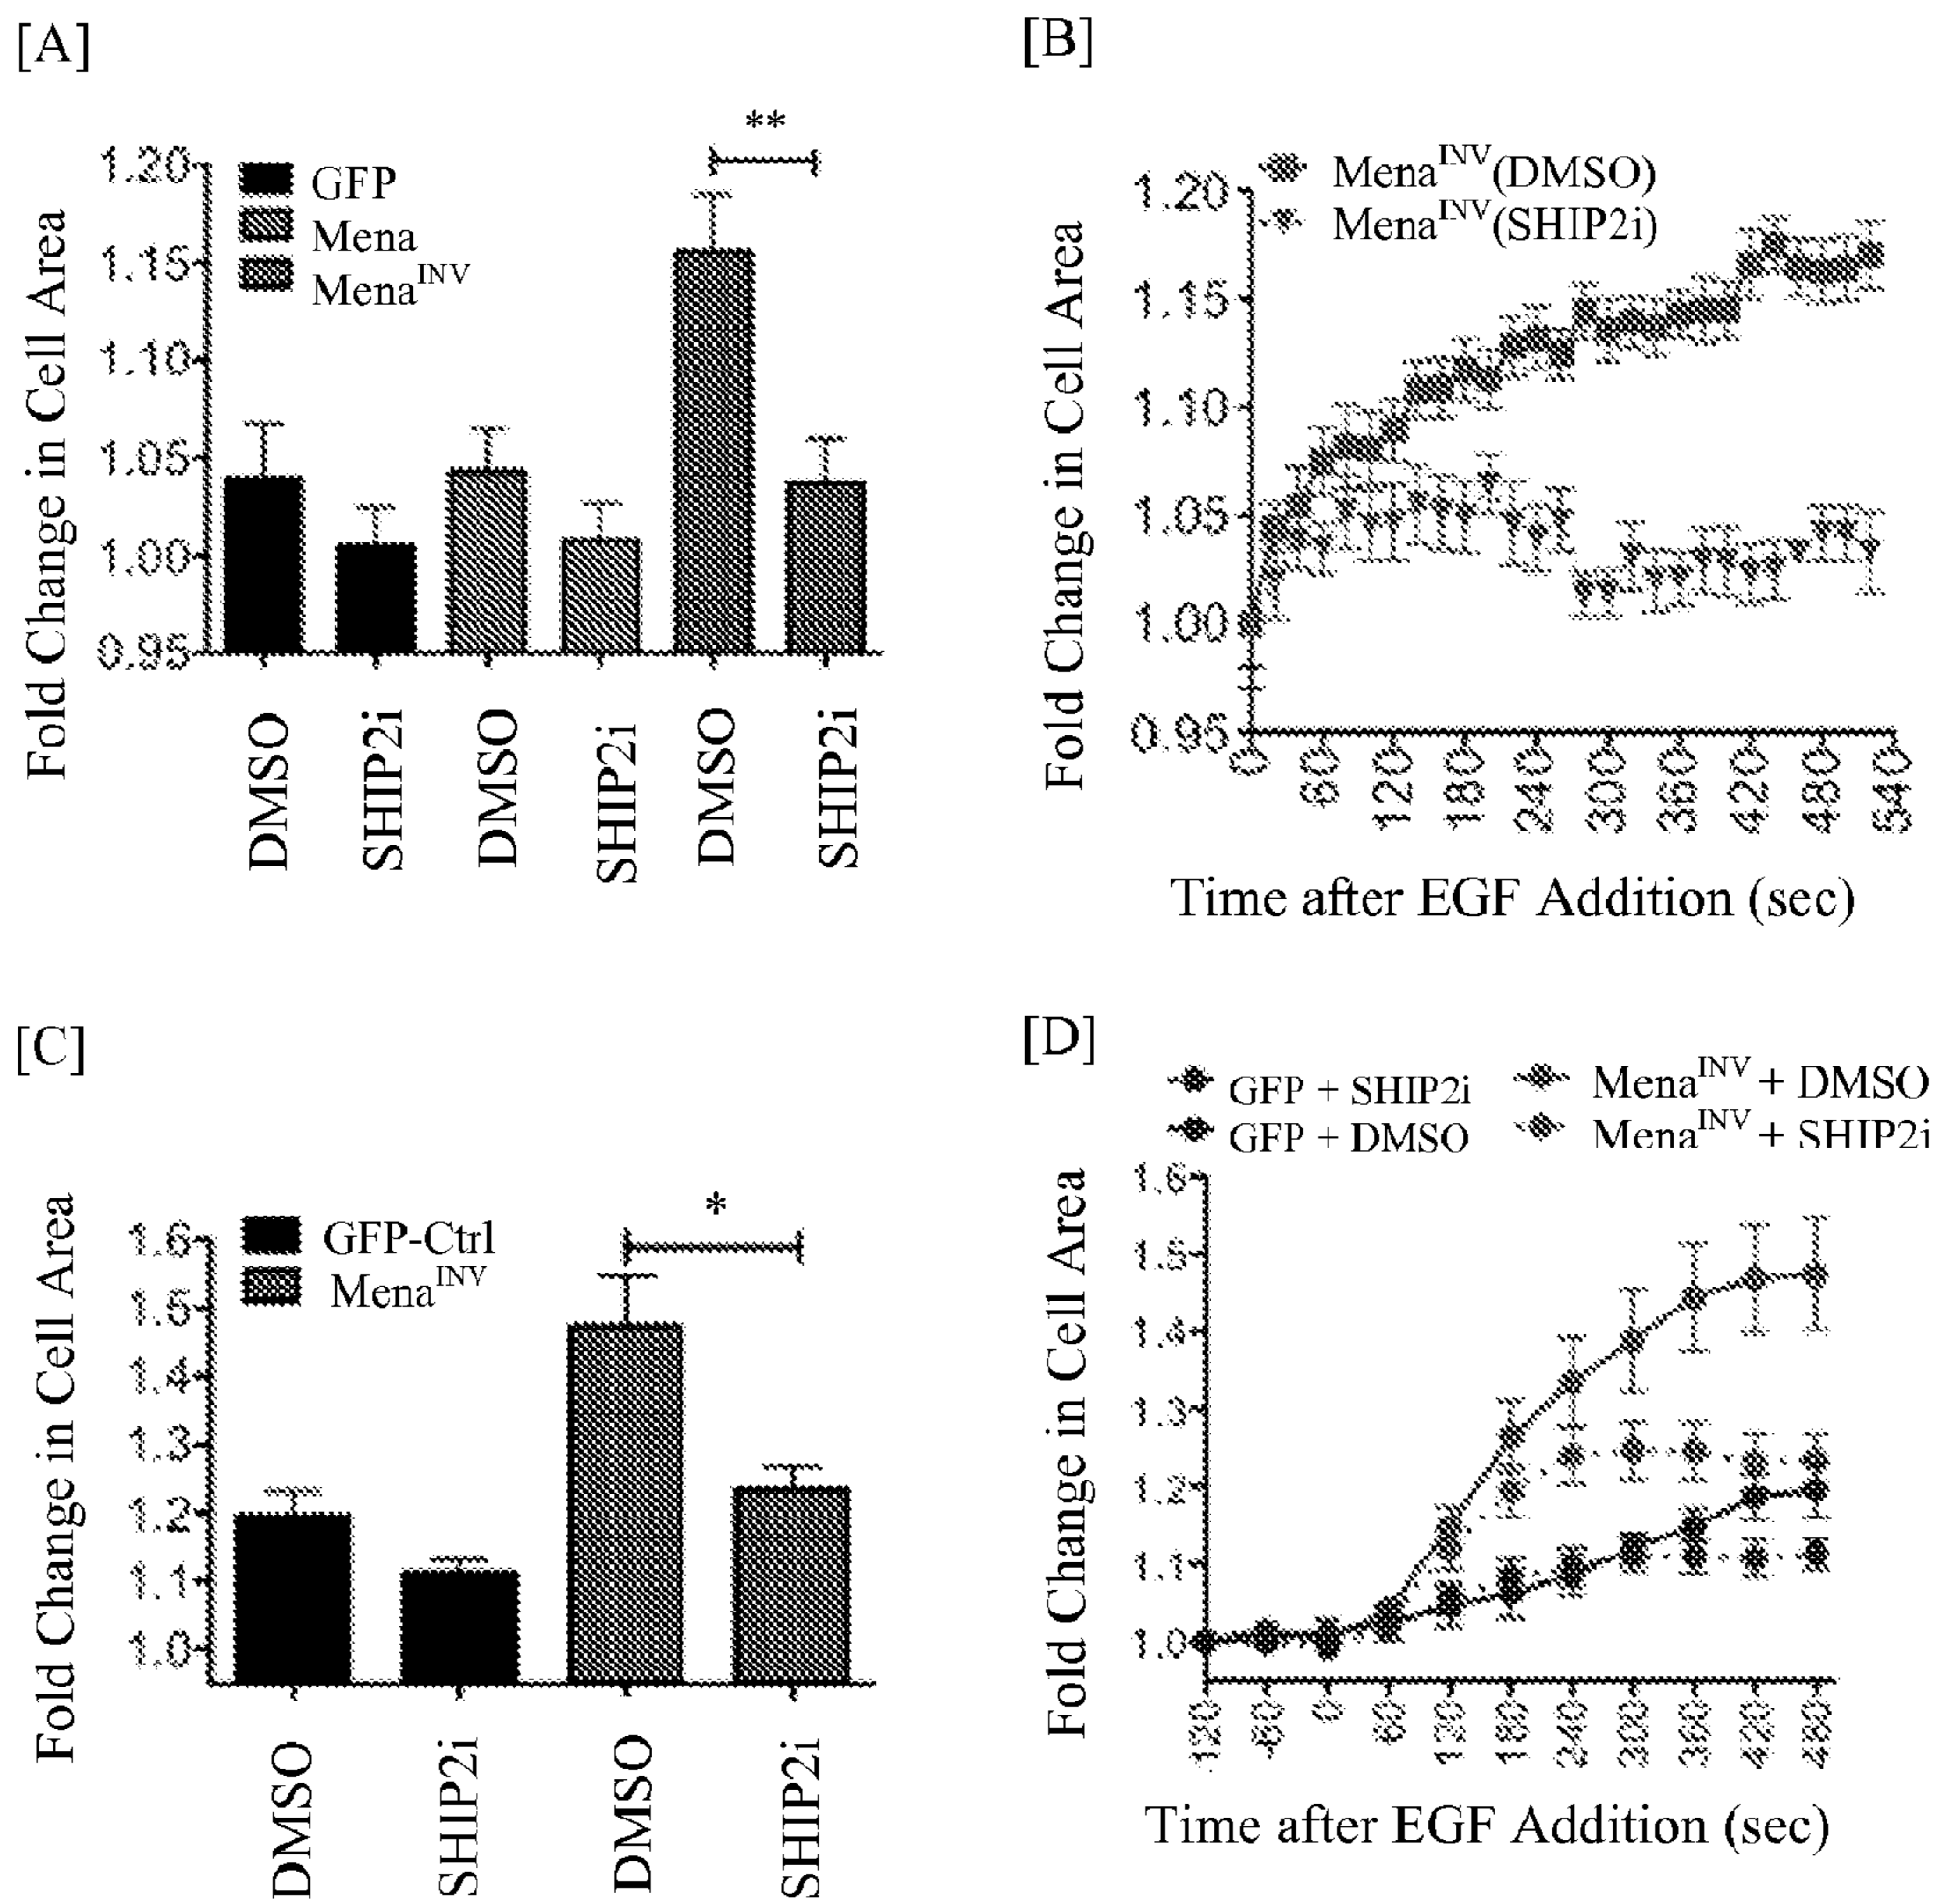 [A]
**
1.20
1.15
1.10
1.05
1.00
0.95
Fold Change in Cell Area
GFP
Mena
Mena^INV
DMSO
SHIP2i
DMSO
SHIP2i
DMSO
SHIP2i
[B]
Mena^INV (DMSO)
Mena^INV (SHIP2i)
1.20
1.15
1.10
1.05
1.00
0.95
Fold Change in Cell Area
0
60
120
180
240
300
360
420
480
540
Time after EGF Addition (sec)
[C]
*
1.6
1.5
1.4
1.3
1.2
1.1
1.0
Fold Change in Cell Area
GFP-Ctrl
Mena^INV
DMSO
SHIP2i
DMSO
SHIP2i
[D]
GFP + SHIP2i
GFP + DMSO
Mena^INV + DMSO
Mena^INV + SHIP2i
1.6
1.5
1.4
1.3
1.2
1.1
1.0
Fold Change in Cell Area
-60
0
60
180
240
300
360
420
480
Time after EGF Addition (sec)